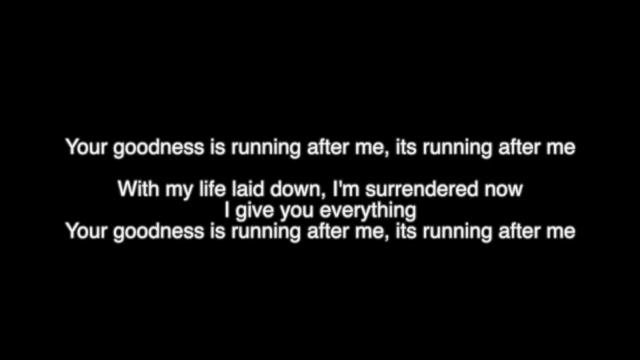 Your goodness is running after me, its running after me
With my life laid down, I'm surrendered now
I give you everything
Your goodness is running after me, its running after me